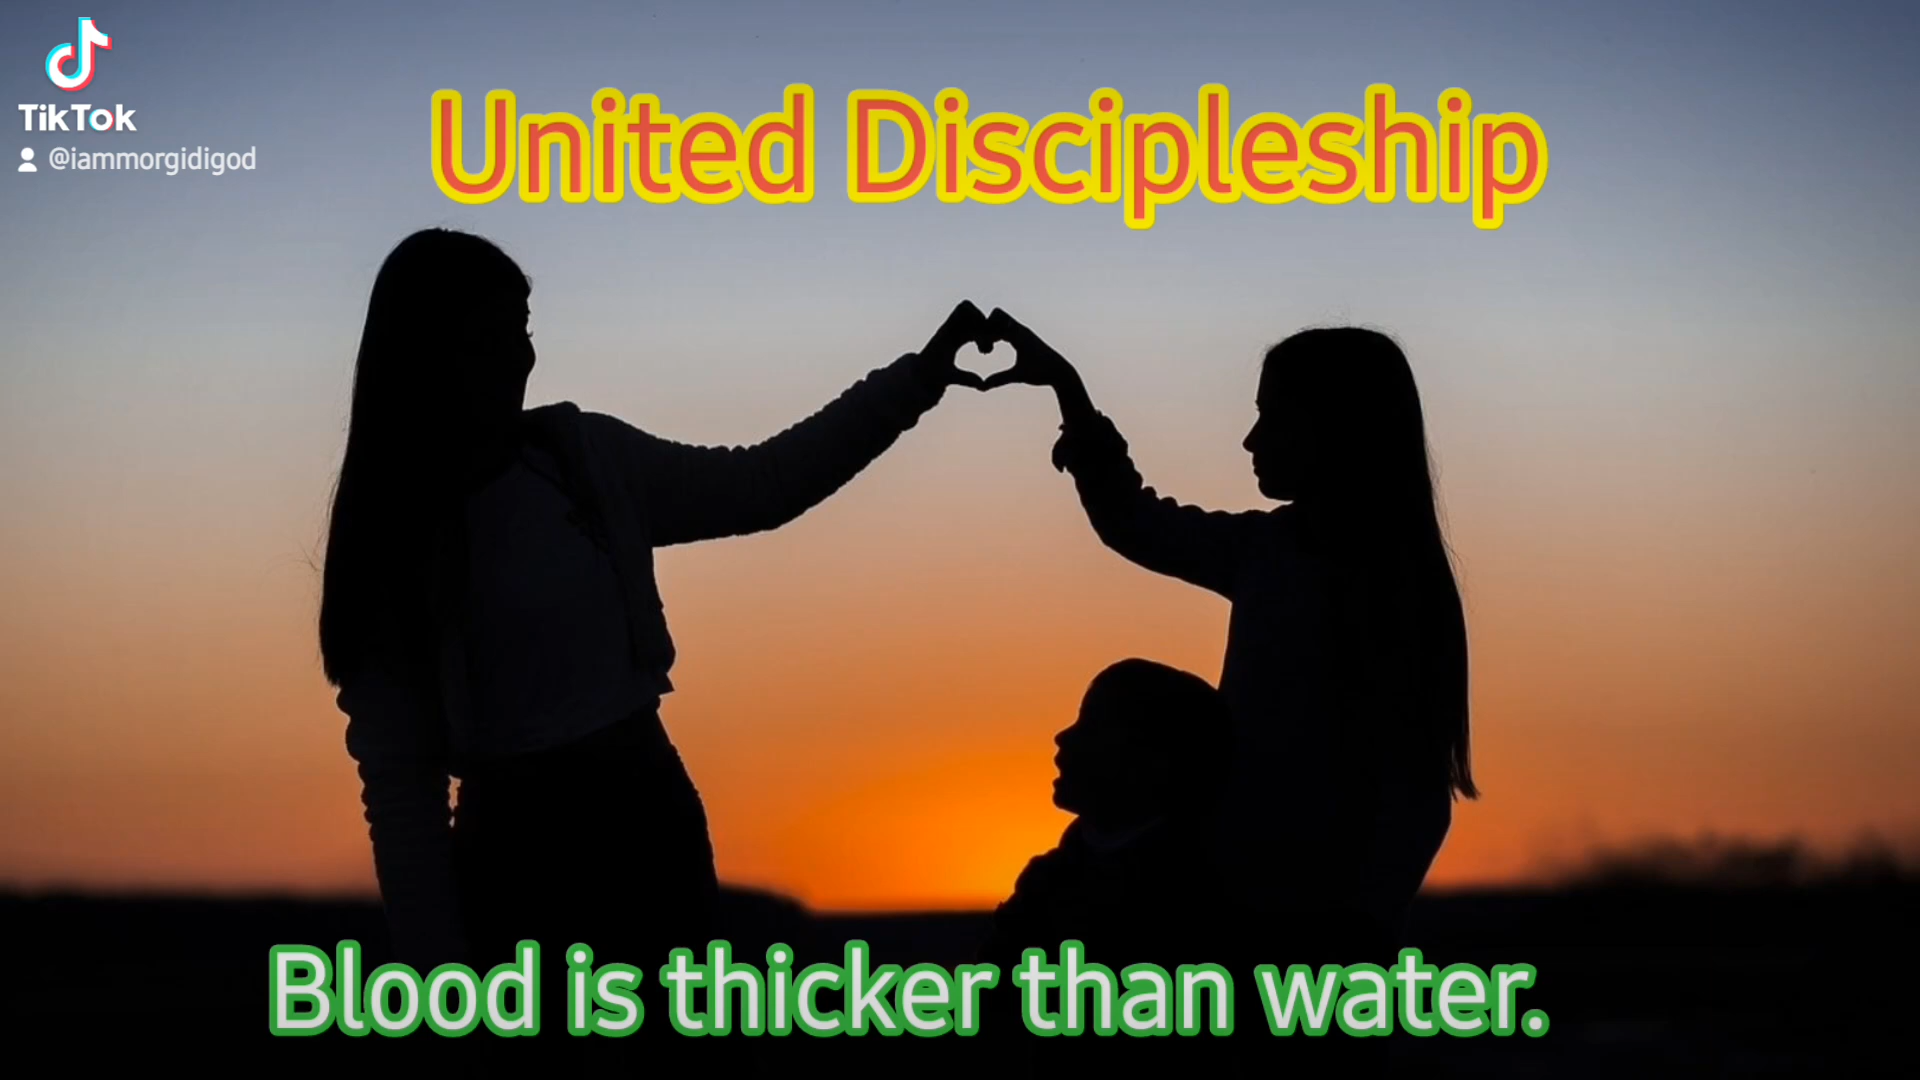 TikTok
@iammorgidigod
United Discipleship
Blood is thicker than water.